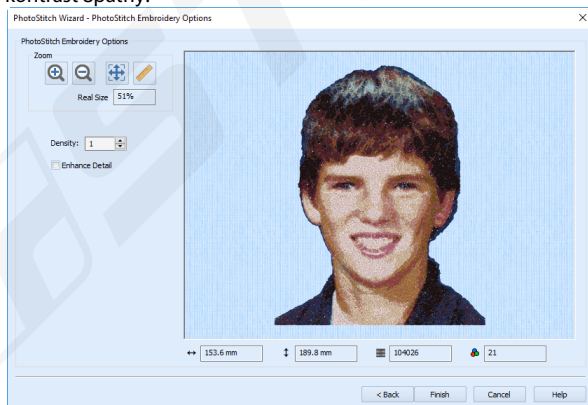 kontrast špatný.
PhotoStitch Wizard - PhotoStitch Embroidery Options
PhotoStitch Embroidery Options
Zoom
Real Size 51%
Density: 1
Enhance Detail
153.6 mm 189.8 mm 104026 21
< Back Finish Cancel Help